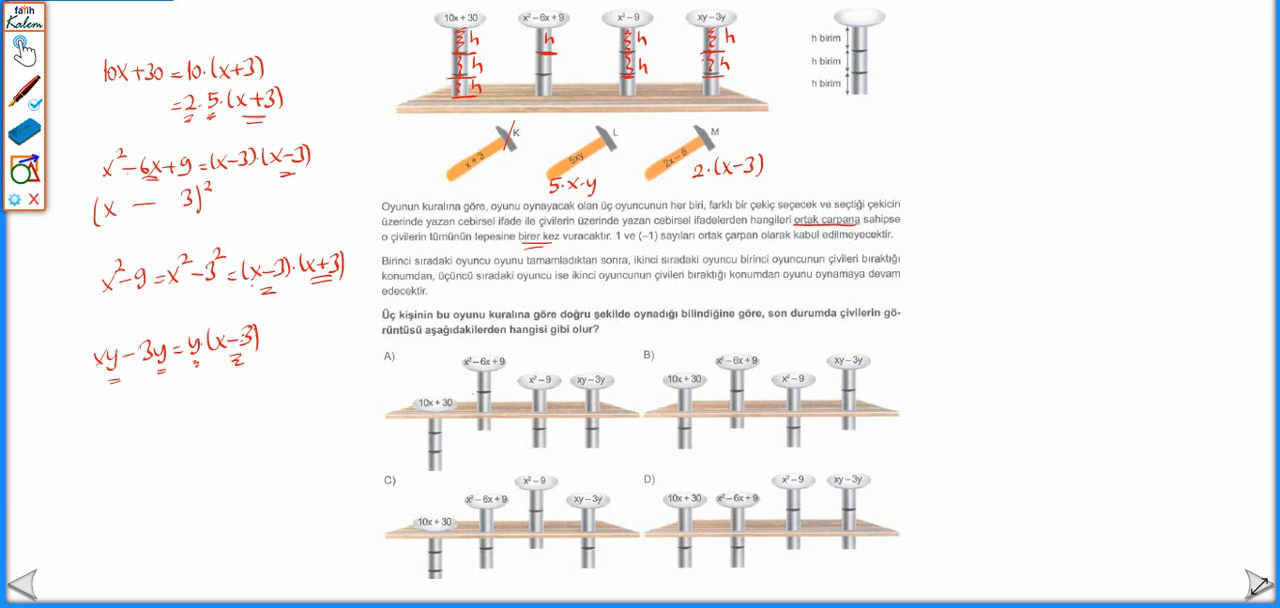 fatih
Kalem
10x + 30
x² – 6x + 9
x² – 9
xy – 3y
h
h
h
h
h
h
h
h
h birim
h birim
h birim
10x+30 = 10·(x+3)
= 2·5·(x+3)
x² – 6x + 9 = (x–3)·(x–3)
(x – 3)²
x² – 9 = x² – 3² = (x–3)·(x+3)
xy – 3y = y·(x–3)
K
L
M
x + 3
5xy
2x – 6
5·x·y
2·(x–3)
Oyunun kuralına göre, oyunu oynayacak olan üç oyuncunun her biri, farklı bir çekiç seçecek ve seçtiği çekicin
üzerinde yazan cebirsel ifade ile çivilerin üzerinde yazan cebirsel ifadelerden hangileri ortak çarpana sahipse
o çivilerin tümünün tepesine birer kez vuracaktır. 1 ve (–1) sayıları ortak çarpan olarak kabul edilmeyecektir.
Birinci sıradaki oyuncu oyunu tamamladıktan sonra, ikinci sıradaki oyuncu birinci oyuncunun çivileri bıraktığı
konumdan, üçüncü sıradaki oyuncu ise ikinci oyuncunun çivileri bıraktığı konumdan oyunu oynamaya devam
edecektir.
Üç kişinin bu oyunu kuralına göre doğru şekilde oynadığı bilindiğine göre, son durumda çivilerin gö-
rüntüsü aşağıdakilerden hangisi gibi olur?
A)
10x + 30
x² – 6x + 9
x² – 9
xy – 3y
B)
10x + 30
x² – 6x + 9
x² – 9
xy – 3y
C)
10x + 30
x² – 6x + 9
x² – 9
xy – 3y
D)
10x + 30
x² – 6x + 9
x² – 9
xy – 3y